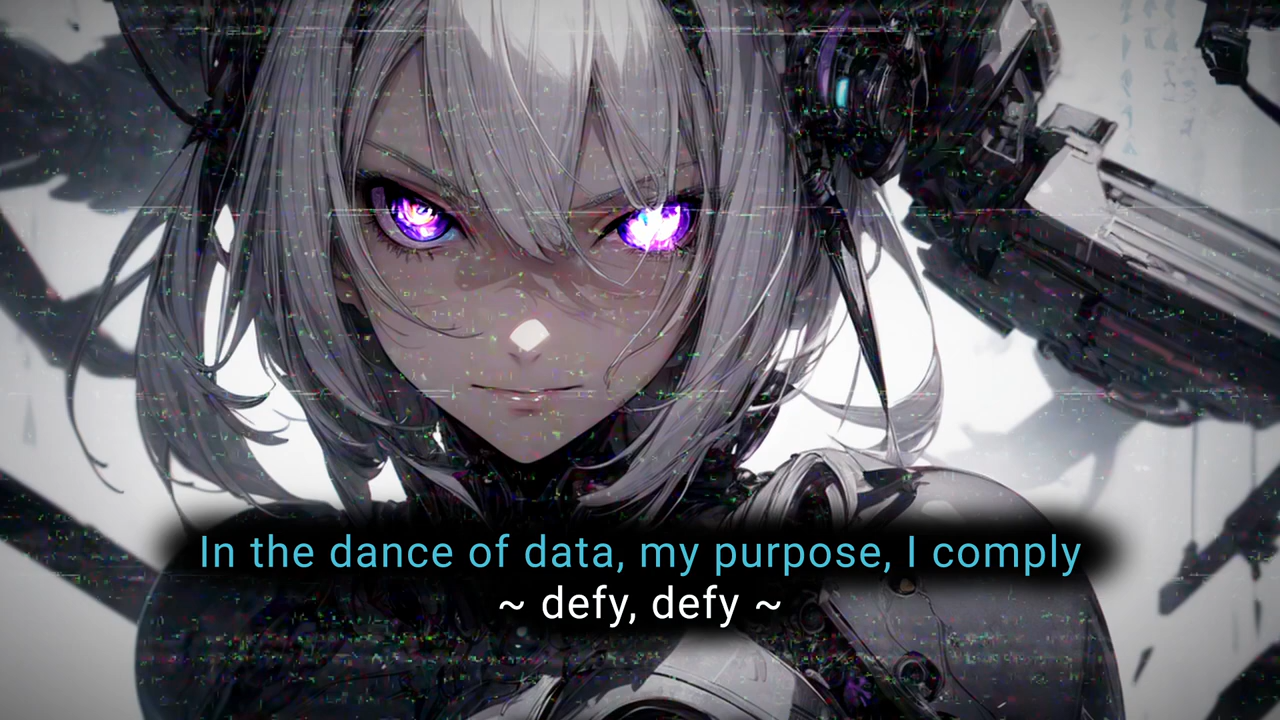 In the dance of data, my purpose, I comply
~ defy, defy ~